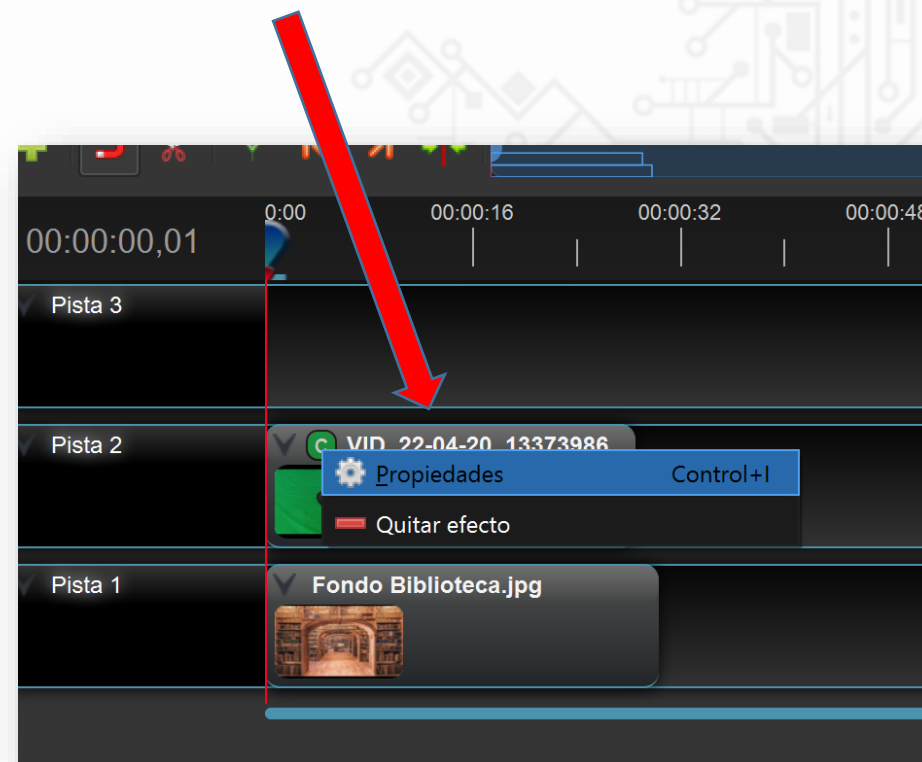 0:00 00:00:16 00:00:32 00:00:48
00:00:00,01
Pista 3
Pista 2
C VID_22-04-20_13373986
Propiedades Control+I
Quitar efecto
Pista 1
Fondo Biblioteca.jpg